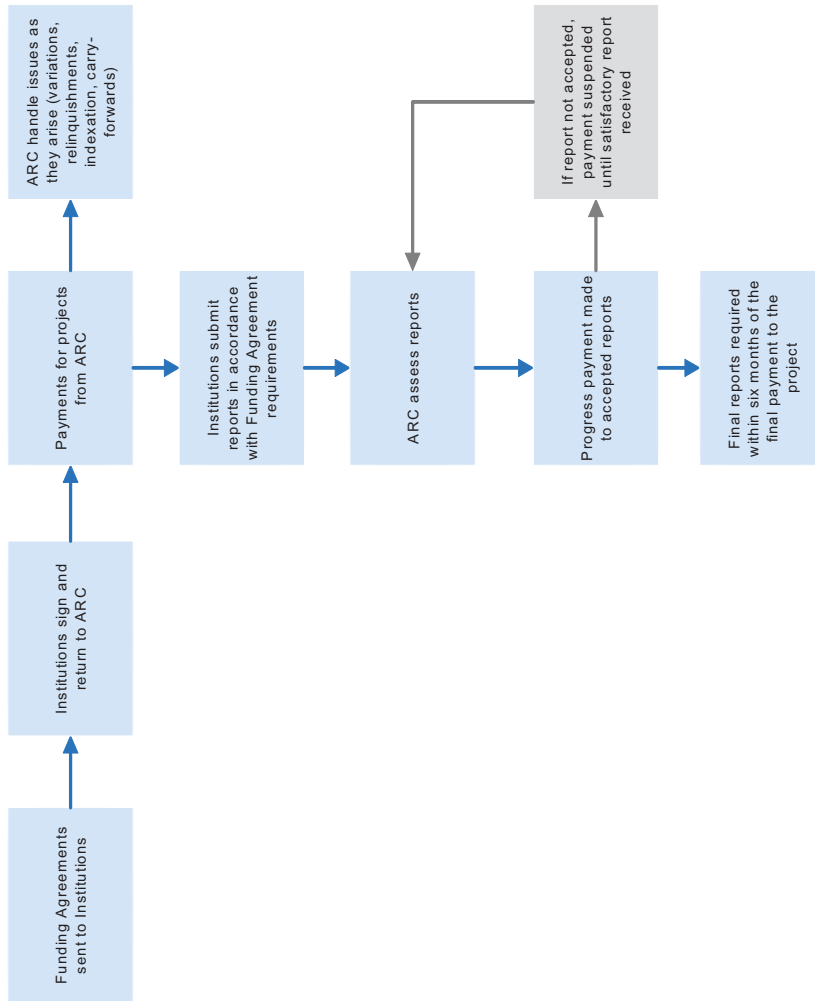 Funding Agreements
sent to Institutions
Institutions sign and
return to ARC
Payments for projects
from ARC
ARC handle issues as
they arise (variations,
relinquishments,
indexation, carry-
forwards)
Institutions submit
reports in accordance
with Funding Agreement
requirements
ARC assess reports
Progress payment made
to accepted reports
If report not accepted,
payment suspended
until satisfactory report
received
Final reports required
within six months of the
final payment to the
project